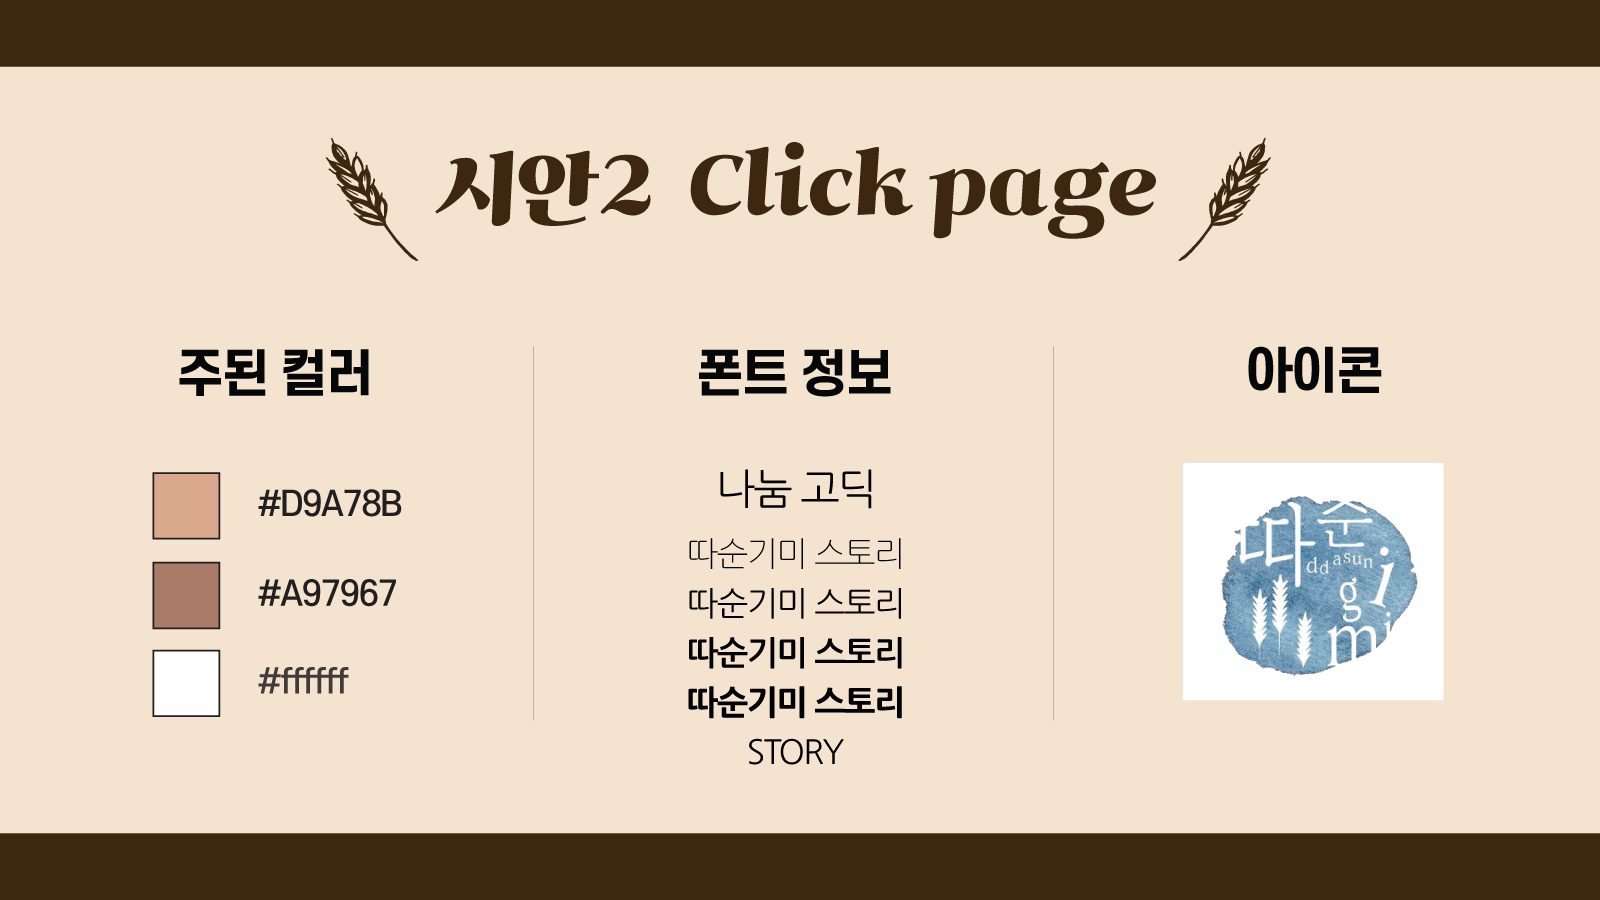 시안2 Click page
주된 컬러
#D9A78B
#A97967
#ffffff
폰트 정보
나눔 고딕
따순기미 스토리
따순기미 스토리
따순기미 스토리
따순기미 스토리
STORY
아이콘
따순
ddasun
gi
mi